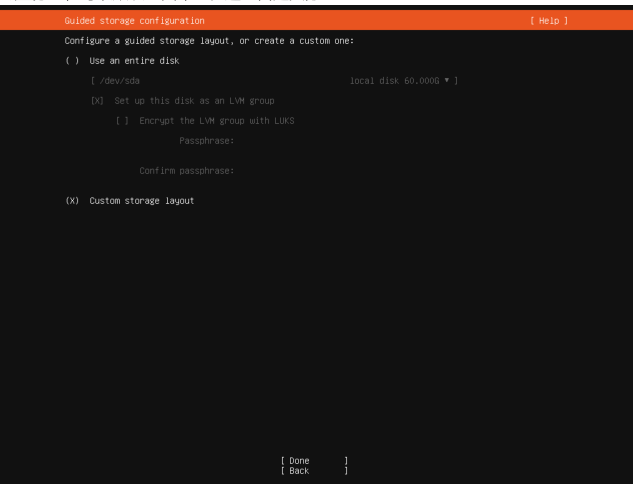 Guided storage configuration [ Help ]
Configure a guided storage layout, or create a custom one:
( ) Use an entire disk
[ /dev/sda local disk 60.000G ▾ ]
[X] Set up this disk as an LVM group
[ ] Encrypt the LVM group with LUKS
Passphrase:
Confirm passphrase:
(X) Custom storage layout
[ Done ]
[ Back ]